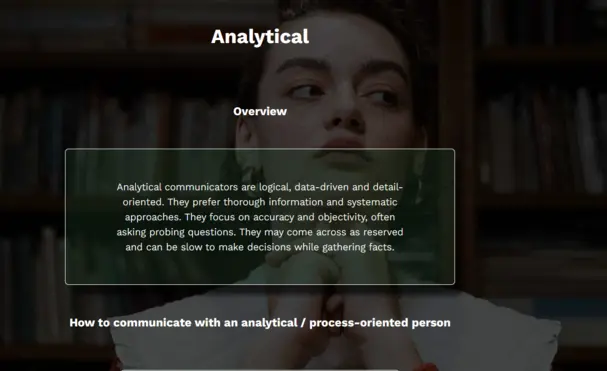 Analytical
Overview
Analytical communicators are logical, data-driven and detail-
oriented. They prefer thorough information and systematic
approaches. They focus on accuracy and objectivity, often
asking probing questions. They may come across as reserved
and can be slow to make decisions while gathering facts.
How to communicate with an analytical / process-oriented person